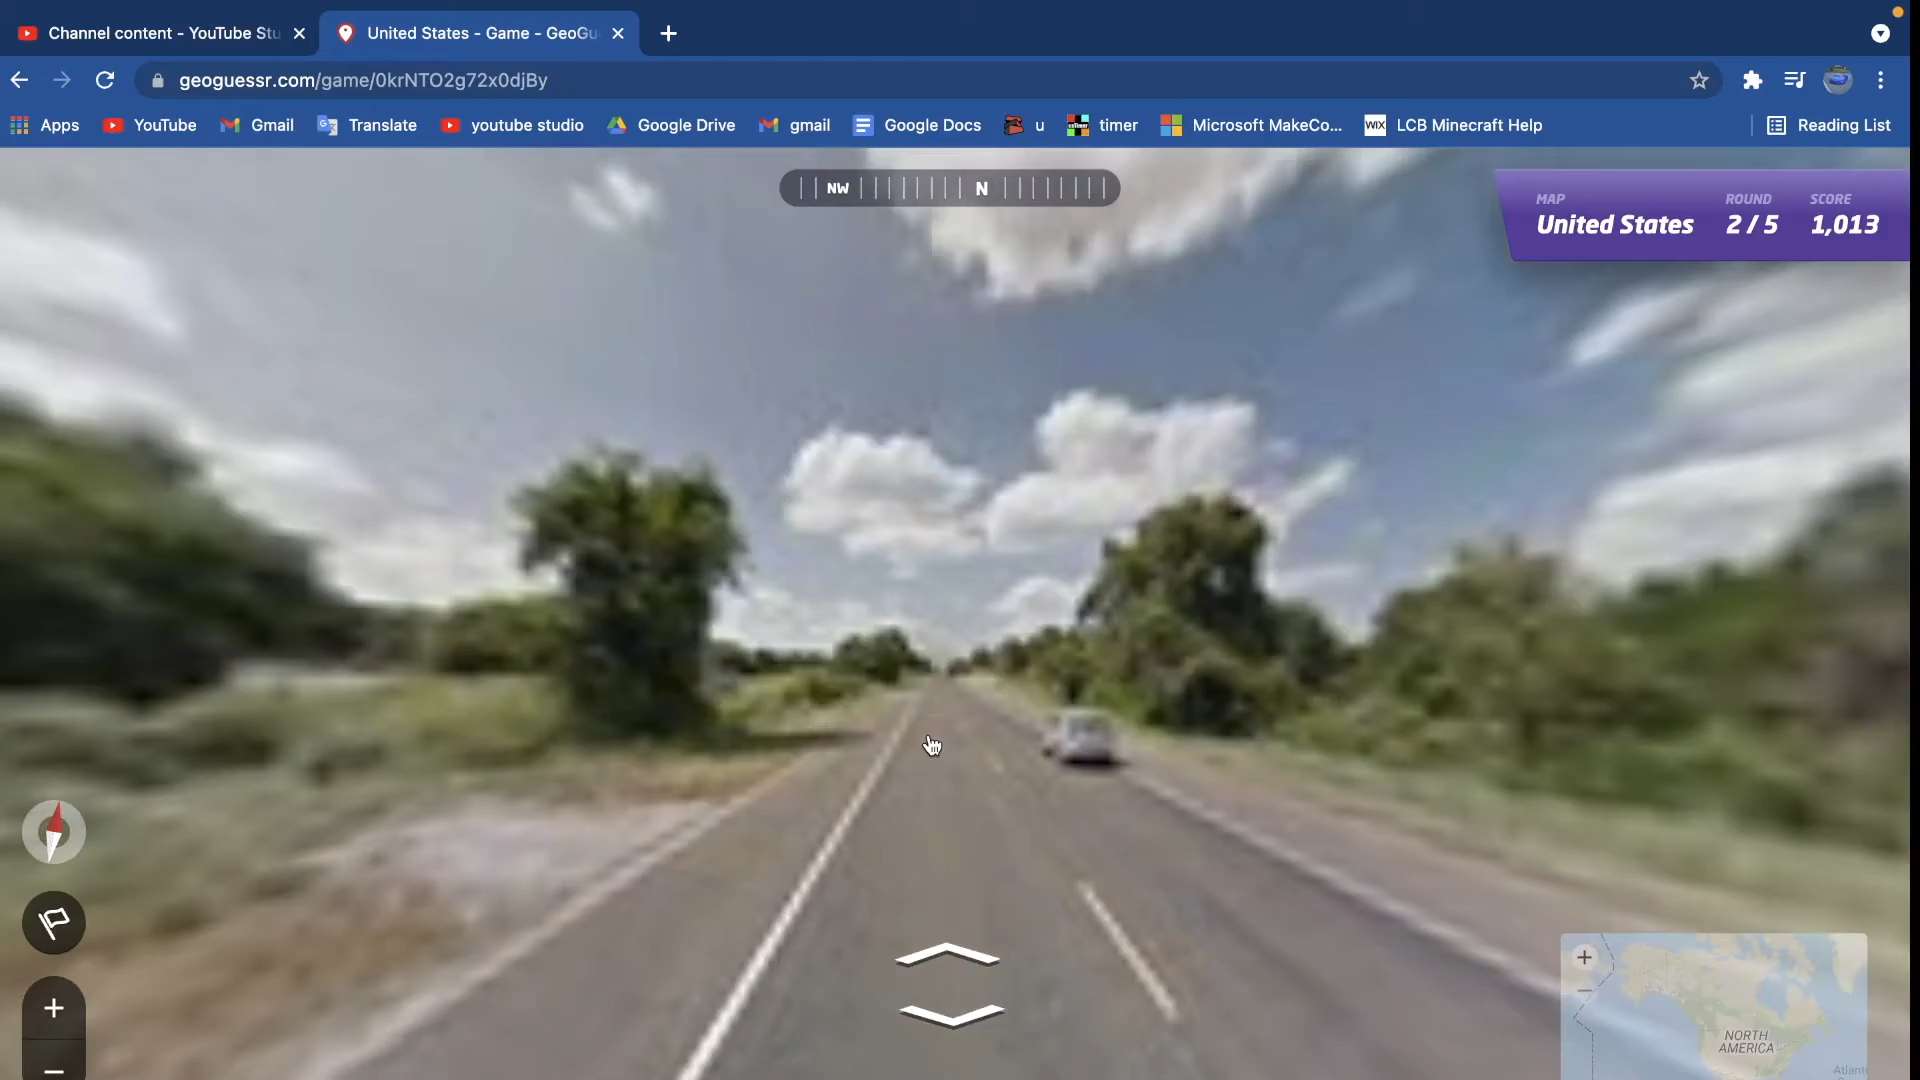 Channel content - YouTube Stu
United States - Game - GeoGu
geoguessr.com/game/0krNTO2g72x0djBy
Apps YouTube Gmail Translate youtube studio Google Drive gmail Google Docs u timer Microsoft MakeCo... WIX LCB Minecraft Help Reading List
NW N
MAP ROUND SCORE
United States 2 / 5 1,013
NORTH
AMERICA
Atlanti